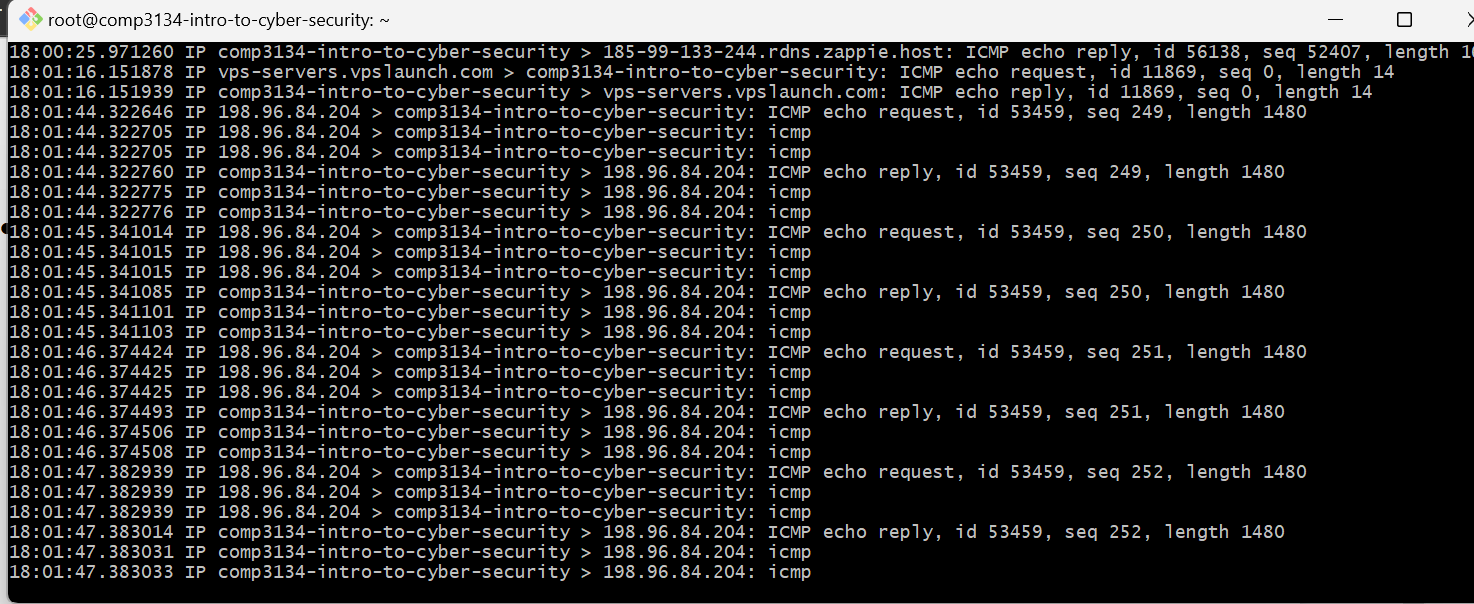 root@comp3134-intro-to-cyber-security: ~
18:00:25.971260 IP comp3134-intro-to-cyber-security > 185-99-133-244.rdns.zappie.host: ICMP echo reply, id 56138, seq 52407, length
18:01:16.151878 IP vps-servers.vpslaunch.com > comp3134-intro-to-cyber-security: ICMP echo request, id 11869, seq 0, length 14
18:01:16.151939 IP comp3134-intro-to-cyber-security > vps-servers.vpslaunch.com: ICMP echo reply, id 11869, seq 0, length 14
18:01:44.322646 IP 198.96.84.204 > comp3134-intro-to-cyber-security: ICMP echo request, id 53459, seq 249, length 1480
18:01:44.322705 IP 198.96.84.204 > comp3134-intro-to-cyber-security: icmp
18:01:44.322705 IP 198.96.84.204 > comp3134-intro-to-cyber-security: icmp
18:01:44.322760 IP comp3134-intro-to-cyber-security > 198.96.84.204: ICMP echo reply, id 53459, seq 249, length 1480
18:01:44.322775 IP comp3134-intro-to-cyber-security > 198.96.84.204: icmp
18:01:44.322776 IP comp3134-intro-to-cyber-security > 198.96.84.204: icmp
18:01:45.341014 IP 198.96.84.204 > comp3134-intro-to-cyber-security: ICMP echo request, id 53459, seq 250, length 1480
18:01:45.341015 IP 198.96.84.204 > comp3134-intro-to-cyber-security: icmp
18:01:45.341015 IP 198.96.84.204 > comp3134-intro-to-cyber-security: icmp
18:01:45.341085 IP comp3134-intro-to-cyber-security > 198.96.84.204: ICMP echo reply, id 53459, seq 250, length 1480
18:01:45.341101 IP comp3134-intro-to-cyber-security > 198.96.84.204: icmp
18:01:45.341103 IP comp3134-intro-to-cyber-security > 198.96.84.204: icmp
18:01:46.374424 IP 198.96.84.204 > comp3134-intro-to-cyber-security: ICMP echo request, id 53459, seq 251, length 1480
18:01:46.374425 IP 198.96.84.204 > comp3134-intro-to-cyber-security: icmp
18:01:46.374425 IP 198.96.84.204 > comp3134-intro-to-cyber-security: icmp
18:01:46.374493 IP comp3134-intro-to-cyber-security > 198.96.84.204: ICMP echo reply, id 53459, seq 251, length 1480
18:01:46.374506 IP comp3134-intro-to-cyber-security > 198.96.84.204: icmp
18:01:46.374508 IP comp3134-intro-to-cyber-security > 198.96.84.204: icmp
18:01:47.382939 IP 198.96.84.204 > comp3134-intro-to-cyber-security: ICMP echo request, id 53459, seq 252, length 1480
18:01:47.382939 IP 198.96.84.204 > comp3134-intro-to-cyber-security: icmp
18:01:47.382939 IP 198.96.84.204 > comp3134-intro-to-cyber-security: icmp
18:01:47.383014 IP comp3134-intro-to-cyber-security > 198.96.84.204: ICMP echo reply, id 53459, seq 252, length 1480
18:01:47.383031 IP comp3134-intro-to-cyber-security > 198.96.84.204: icmp
18:01:47.383033 IP comp3134-intro-to-cyber-security > 198.96.84.204: icmp